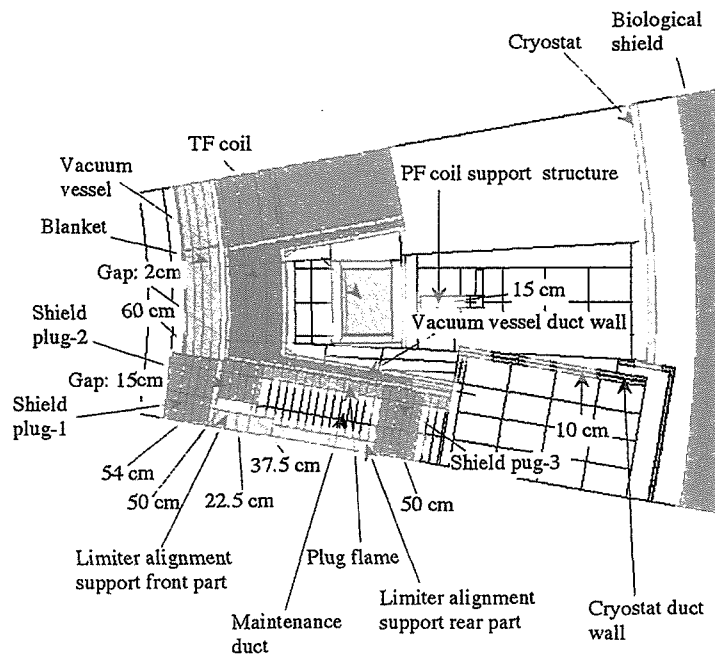 Biological
shield
Cryostat
TF coil
Vacuum
vessel
PF coil support structure
Blanket
Gap: 2cm
15 cm
60 cm
Vacuum vessel duct wall
Shield
plug-2
Gap: 15cm
Shield
plug-1
10 cm
Shield pug-3
54 cm
37.5 cm
50 cm
22.5 cm
50 cm
Limiter alignment
support front part
Plug flame
Maintenance
duct
Limiter alignment
support rear part
Cryostat duct
wall